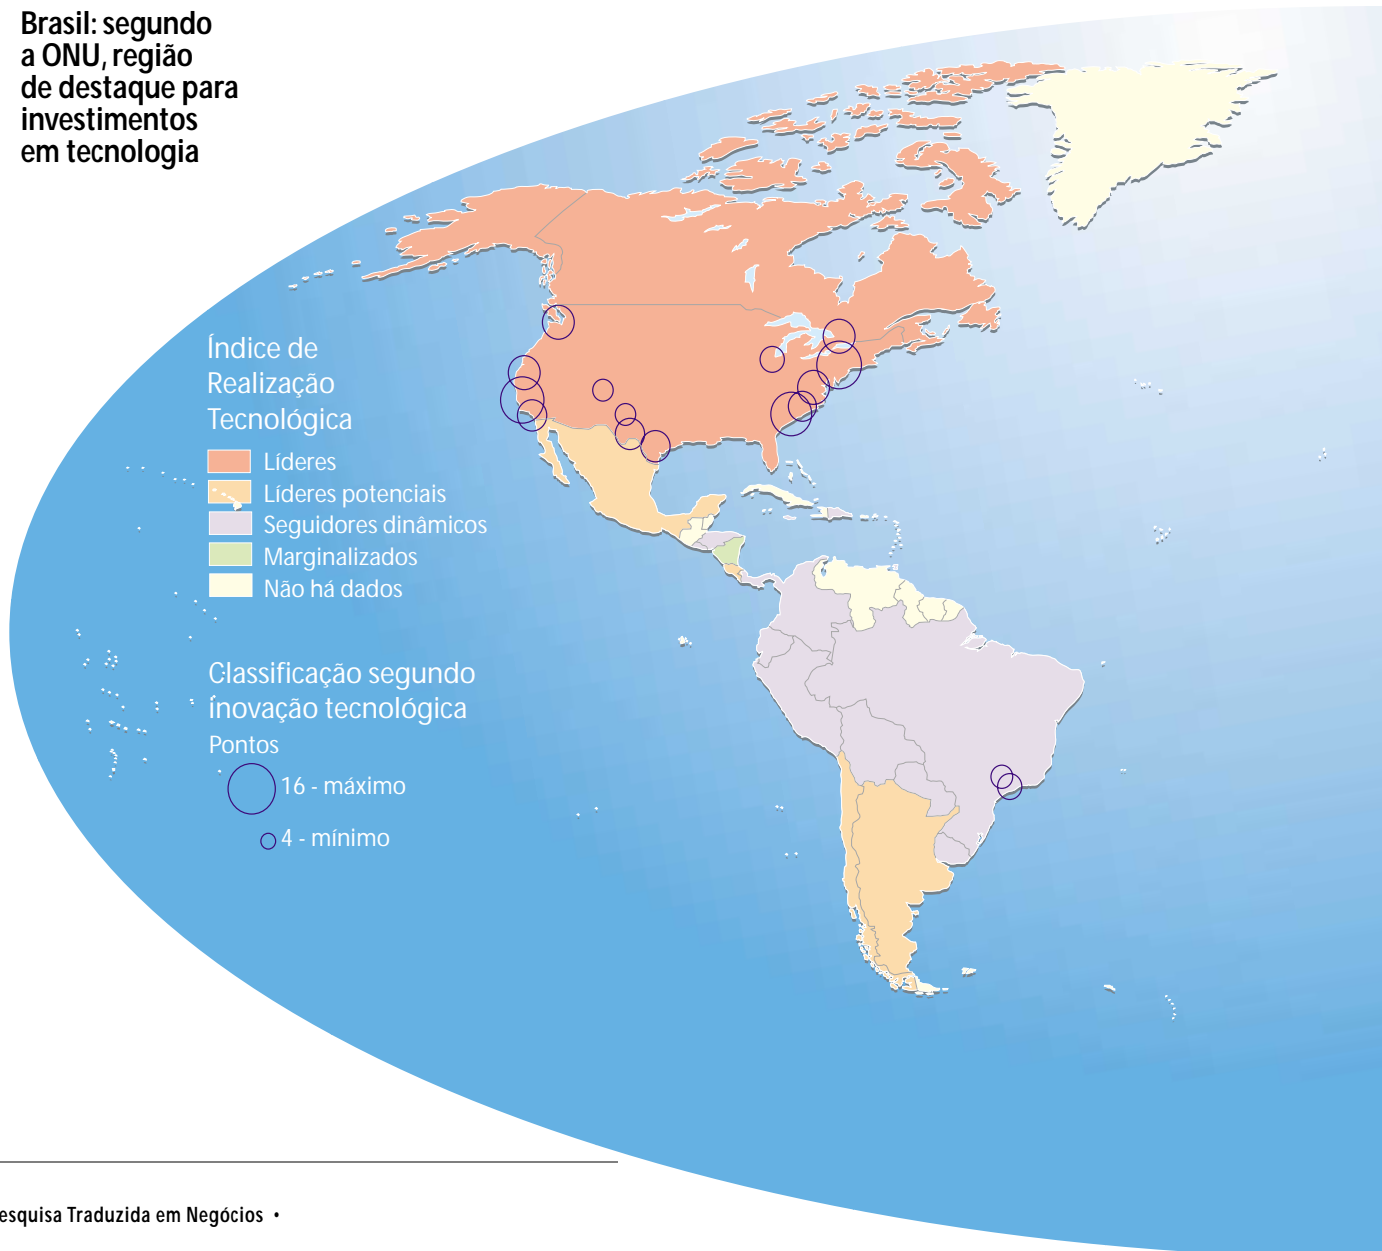 Brasil: segundo
a ONU, região
de destaque para
investimentos
em tecnologia
Índice de
Realização
Tecnológica
Líderes
Líderes potenciais
Seguidores dinâmicos
Marginalizados
Não há dados
Classificação segundo
ínovação tecnológica
Pontos
16 - máximo
4 - mínimo
esquisa Traduzida em Negócios •